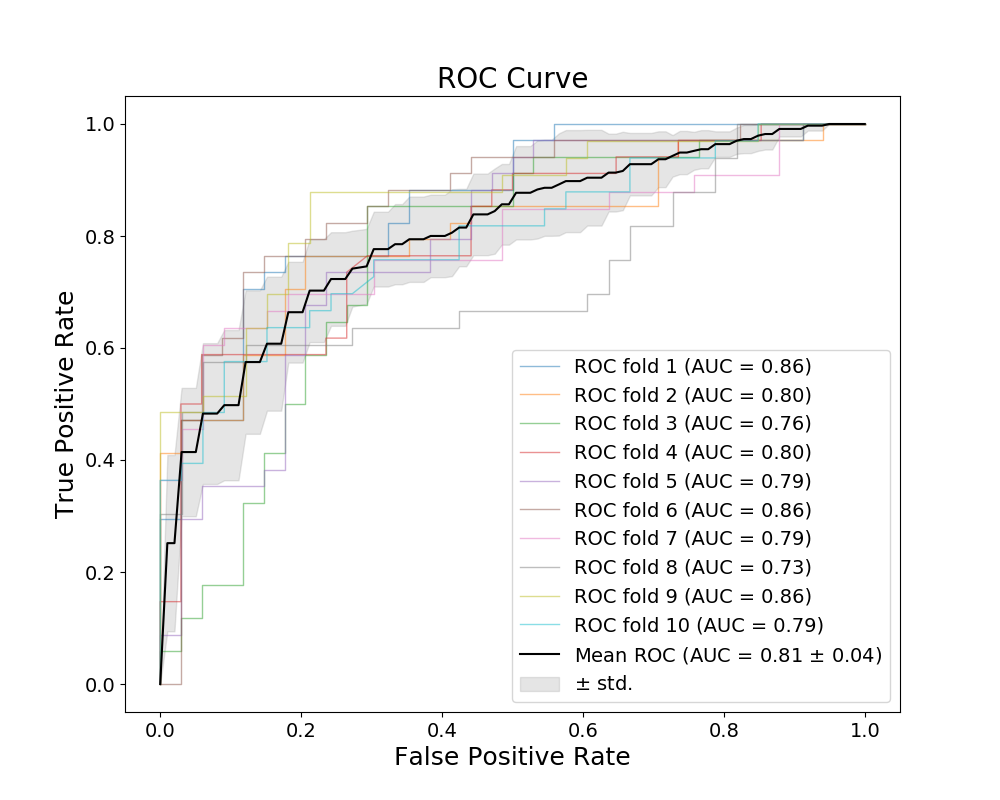 ROC Curve
1.0
0.8
0.6
0.4
0.2
0.0
True Positive Rate
ROC fold 1 (AUC = 0.86)
ROC fold 2 (AUC = 0.80)
ROC fold 3 (AUC = 0.76)
ROC fold 4 (AUC = 0.80)
ROC fold 5 (AUC = 0.79)
ROC fold 6 (AUC = 0.86)
ROC fold 7 (AUC = 0.79)
ROC fold 8 (AUC = 0.73)
ROC fold 9 (AUC = 0.86)
ROC fold 10 (AUC = 0.79)
Mean ROC (AUC = 0.81 ± 0.04)
± std.
0.0 0.2 0.4 0.6 0.8 1.0
False Positive Rate